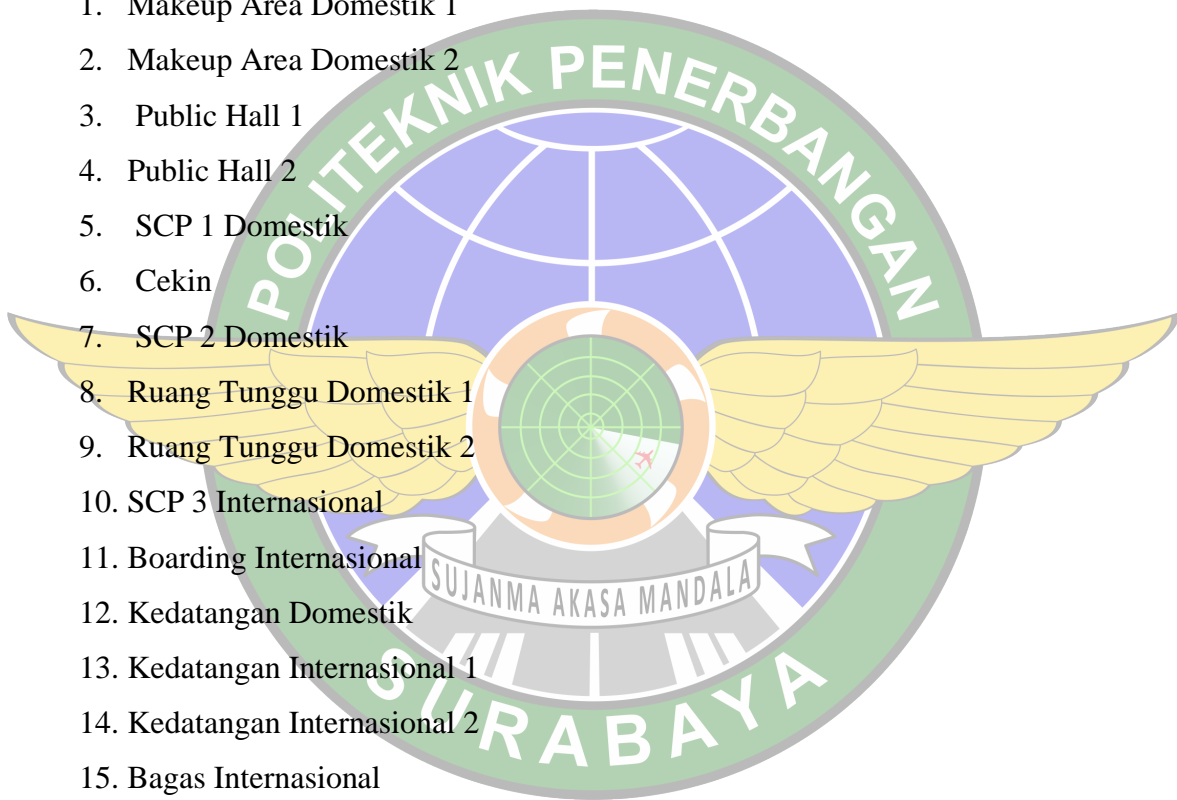 1. Makeup Area Domestik 1
2. Makeup Area Domestik 2
3. Public Hall 1
4. Public Hall 2
5. SCP 1 Domestik
6. Cekin
7. SCP 2 Domestik
8. Ruang Tunggu Domestik 1
9. Ruang Tunggu Domestik 2
10. SCP 3 Internasional
11. Boarding Internasional
12. Kedatangan Domestik
13. Kedatangan Internasional 1
14. Kedatangan Internasional 2
15. Bagas Internasional
POLITEKNIK PENERBANGAN
SUJANMA AKASA MANDALA
SURABAYA